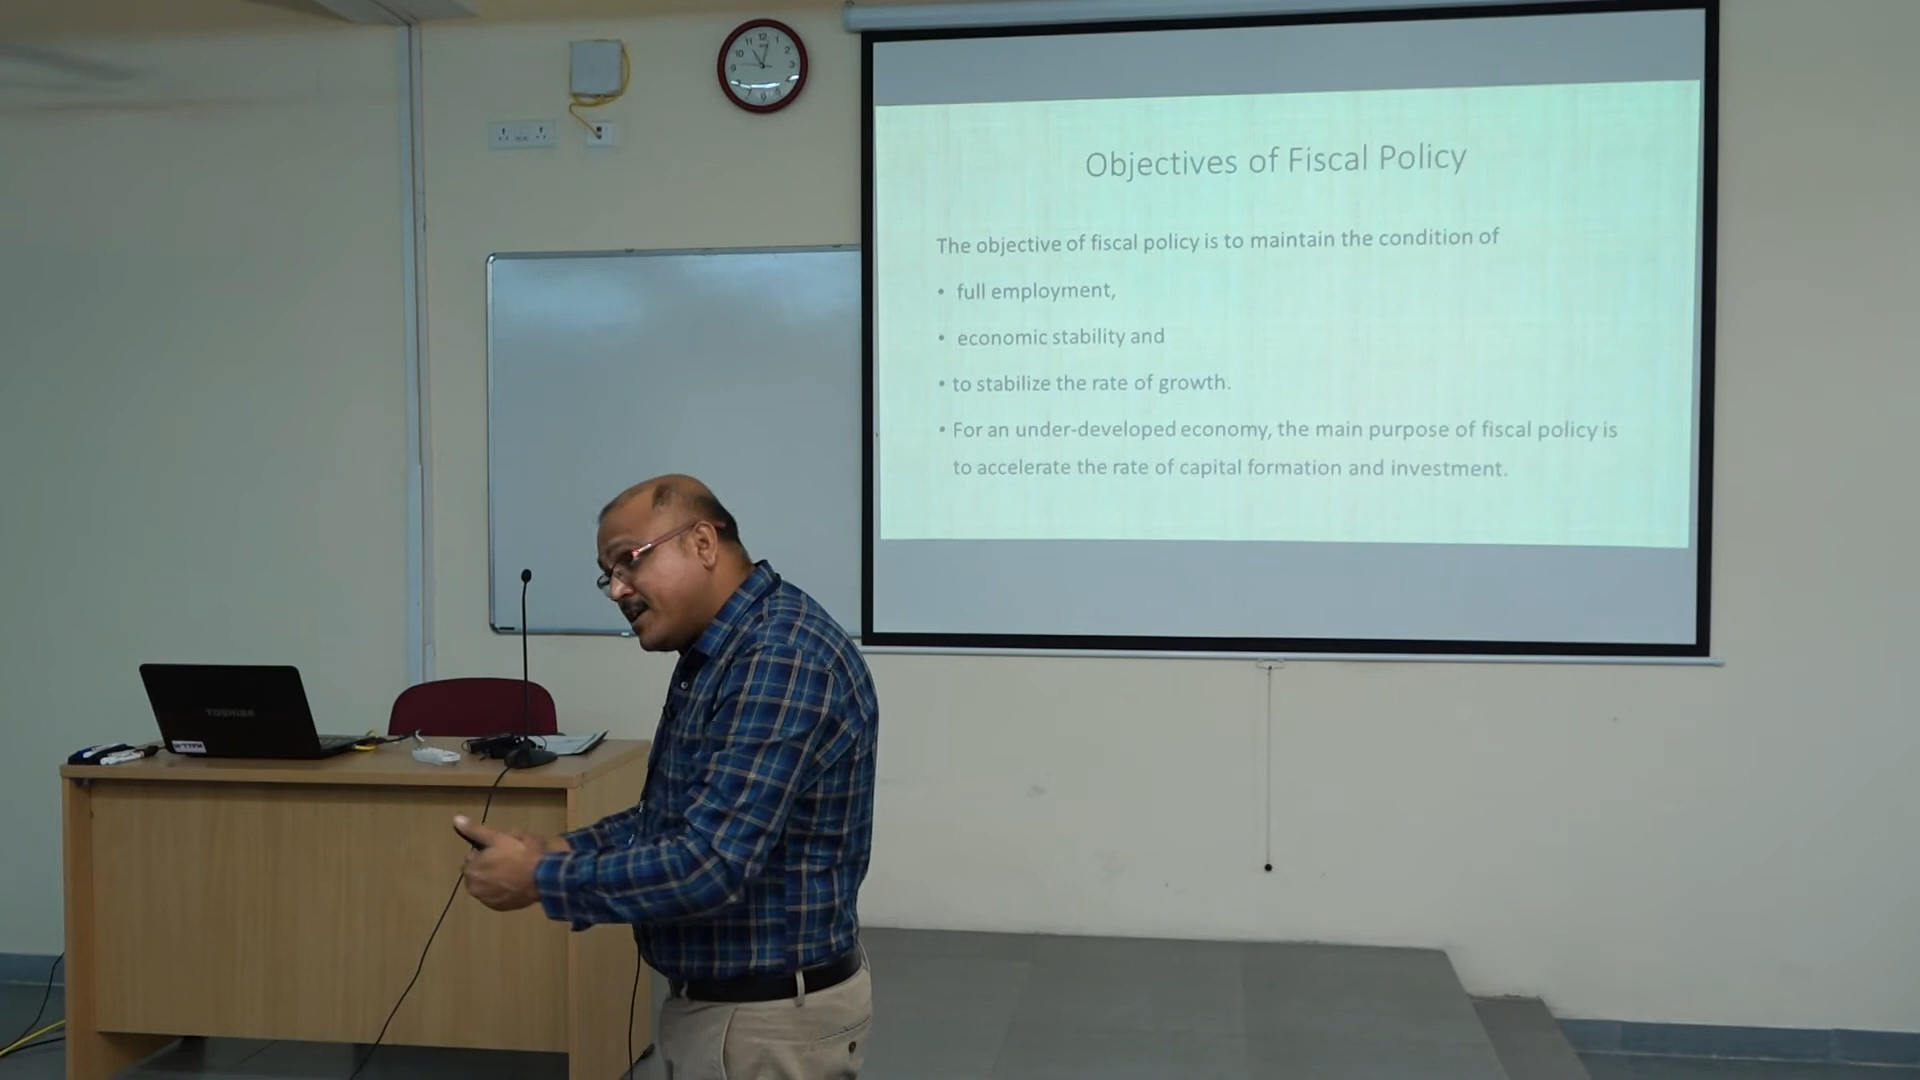 Objectives of Fiscal Policy
The objective of fiscal policy is to maintain the condition of
• full employment,
• economic stability and
• to stabilize the rate of growth.
• For an under-developed economy, the main purpose of fiscal policy is
to accelerate the rate of capital formation and investment.
TOSHIBA